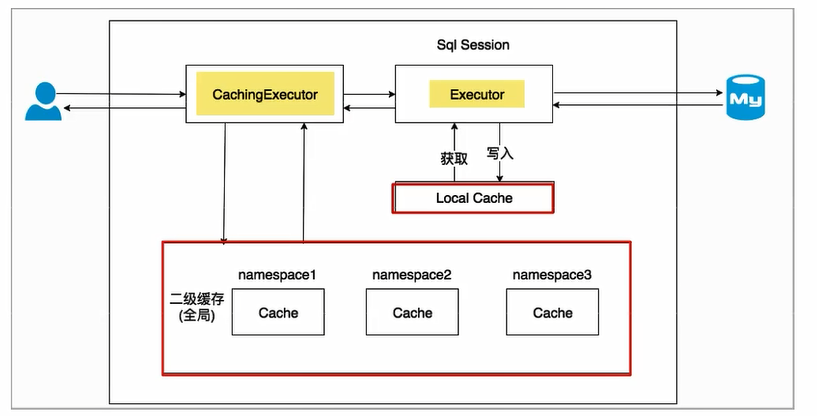 Sql Session
CachingExecutor
Executor
My
获取
写入
Local Cache
namespace1
namespace2
namespace3
二级缓存
(全局)
Cache
Cache
Cache